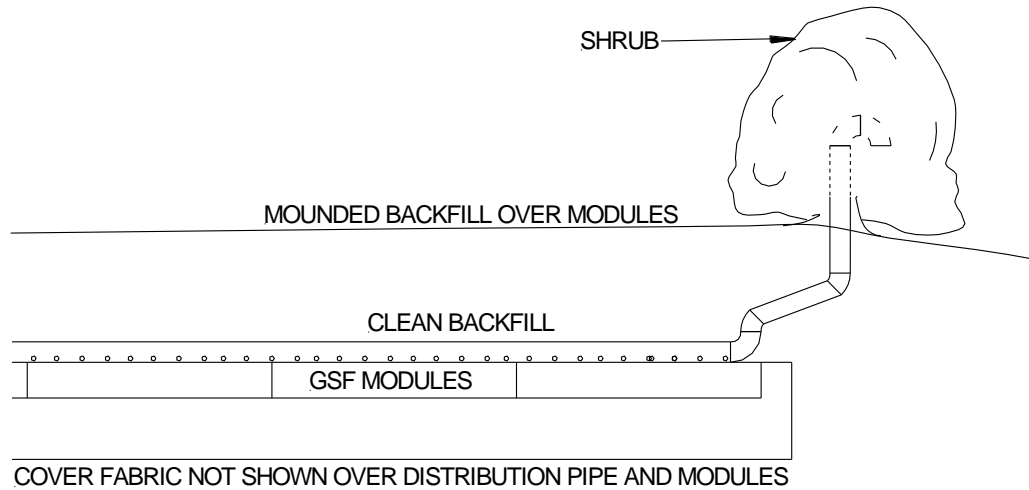 SHRUB
MOUNDED BACKFILL OVER MODULES
CLEAN BACKFILL
GSF MODULES
COVER FABRIC NOT SHOWN OVER DISTRIBUTION PIPE AND MODULES